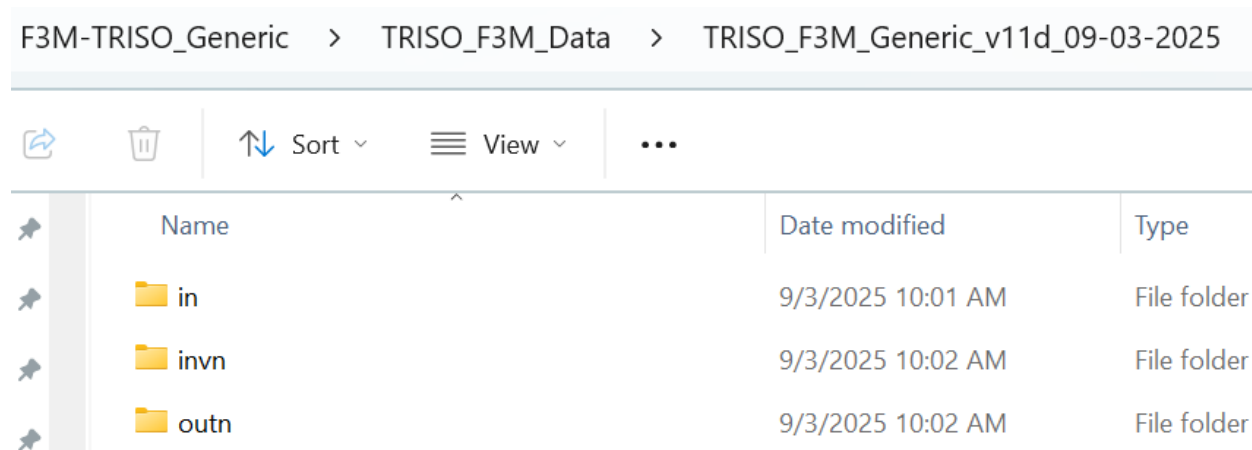 F3M-TRISO_Generic > TRISO_F3M_Data > TRISO_F3M_Generic_v11d_09-03-2025
Sort View •••
Name Date modified Type
in 9/3/2025 10:01 AM File folder
invn 9/3/2025 10:02 AM File folder
outn 9/3/2025 10:02 AM File folder